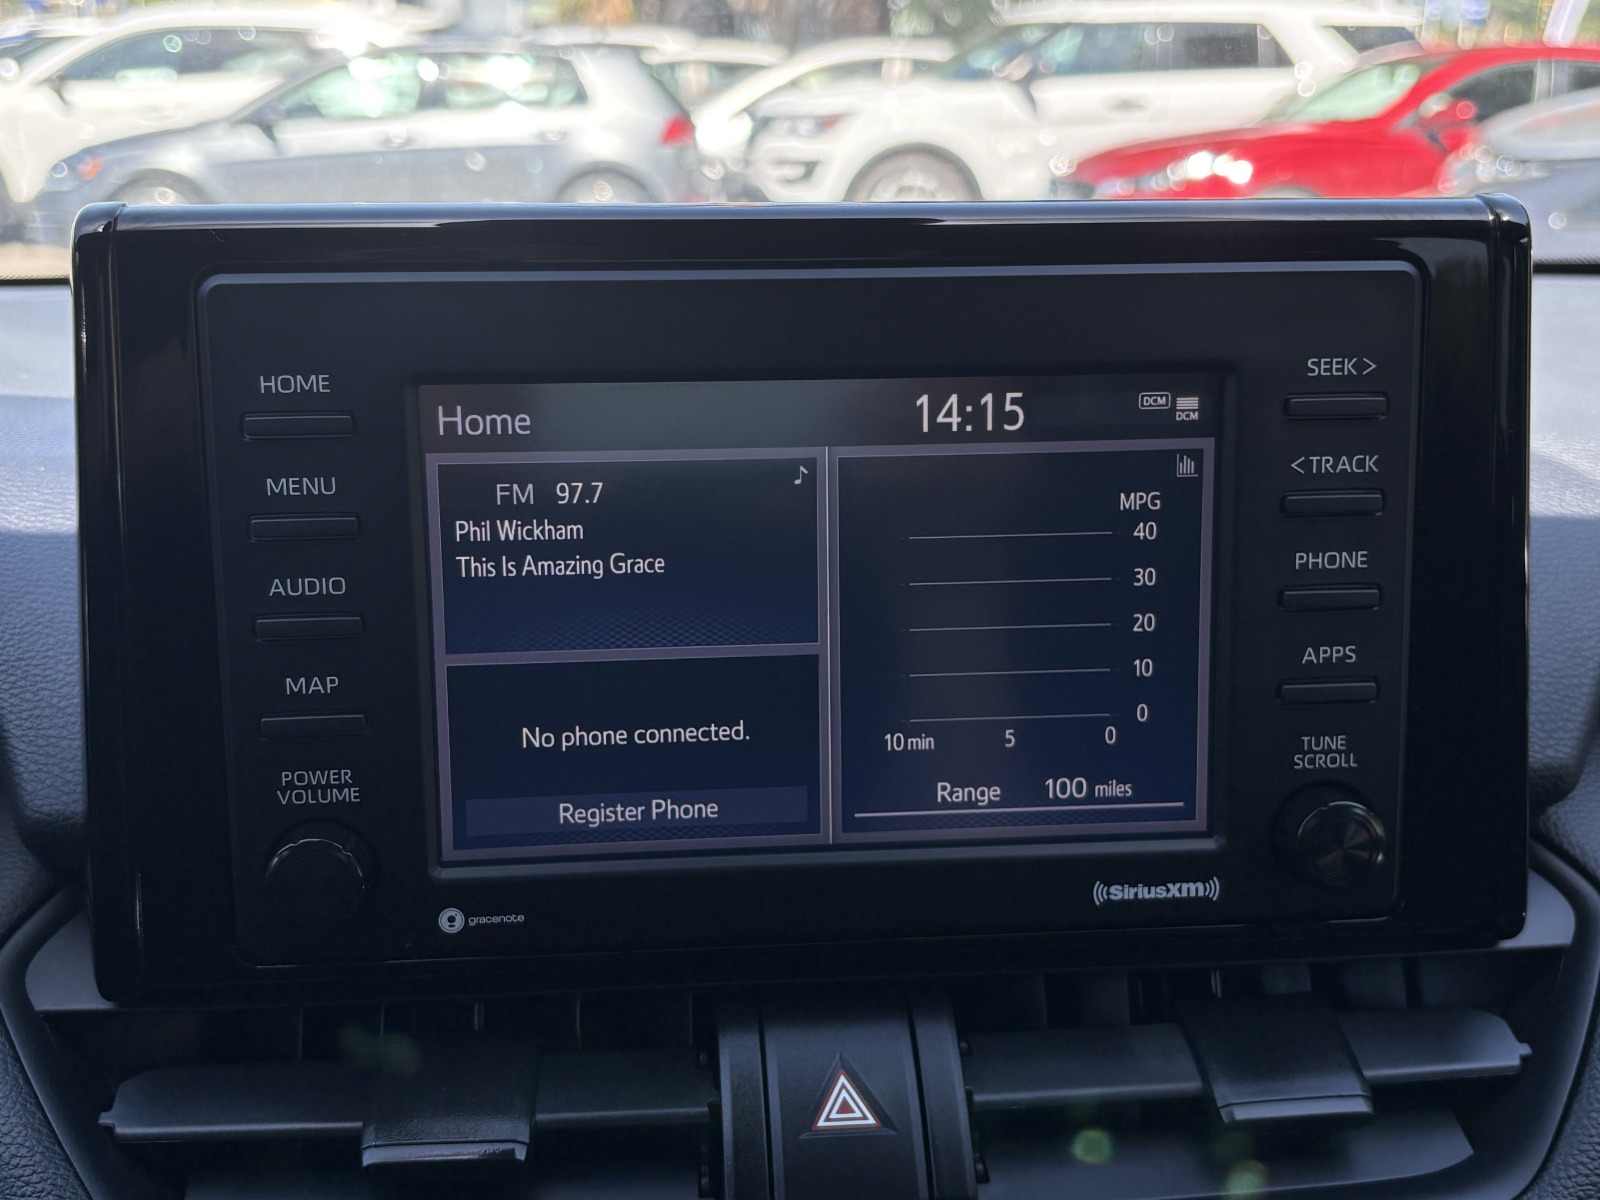 HOME
MENU
AUDIO
MAP
POWER
VOLUME
Home
14:15
DCM
DCM
FM 97.7
Phil Wickham
This Is Amazing Grace
No phone connected.
Register Phone
MPG
40
30
20
10
0
10 min 5 0
Range 100 miles
SEEK >
< TRACK
PHONE
APPS
TUNE
SCROLL
gracenote
((SiriusXM))